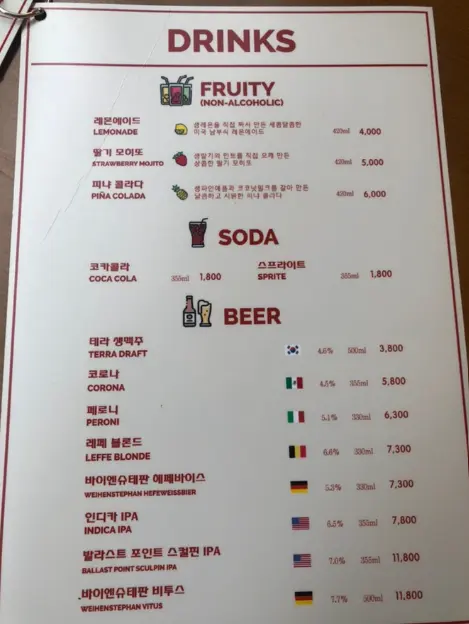 DRINKS
FRUITY
(NON-ALCOHOLIC)
레몬에이드
LEMONADE
생레몬을 직접 짜서 만든 새콤달콤한
미국 남부식 레몬에이드
420ml 4,000
딸기 모히또
STRAWBERRY MOJITO
생딸기와 민트를 직접 으깨 만든
상콤한 딸기 모히또
420ml 5,000
피냐 콜라다
PIÑA COLADA
생파인애플과 코코넛밀크를 갈아 만든
달콤하고 시원한 피냐 콜라다
420ml 6,000
SODA
코카콜라
COCA COLA
355ml 1,800
스프라이트
SPRITE
355ml 1,800
BEER
테라 생맥주
TERRA DRAFT
4.6% 500ml 3,800
코로나
CORONA
4.5% 355ml 5,800
페로니
PERONI
5.1% 330ml 6,300
레페 블론드
LEFFE BLONDE
6.6% 330ml 7,300
바이엔슈테판 헤페바이스
WEIHENSTEPHAN HEFEWEISSBIER
5.3% 330ml 7,300
인디카 IPA
INDICA IPA
6.5% 355ml 7,800
발라스트 포인트 스컬핀 IPA
BALLAST POINT SCULPIN IPA
7.0% 355ml 11,800
바이엔슈테판 비투스
WEIHENSTEPHAN VITUS
7.7% 500ml 11,800